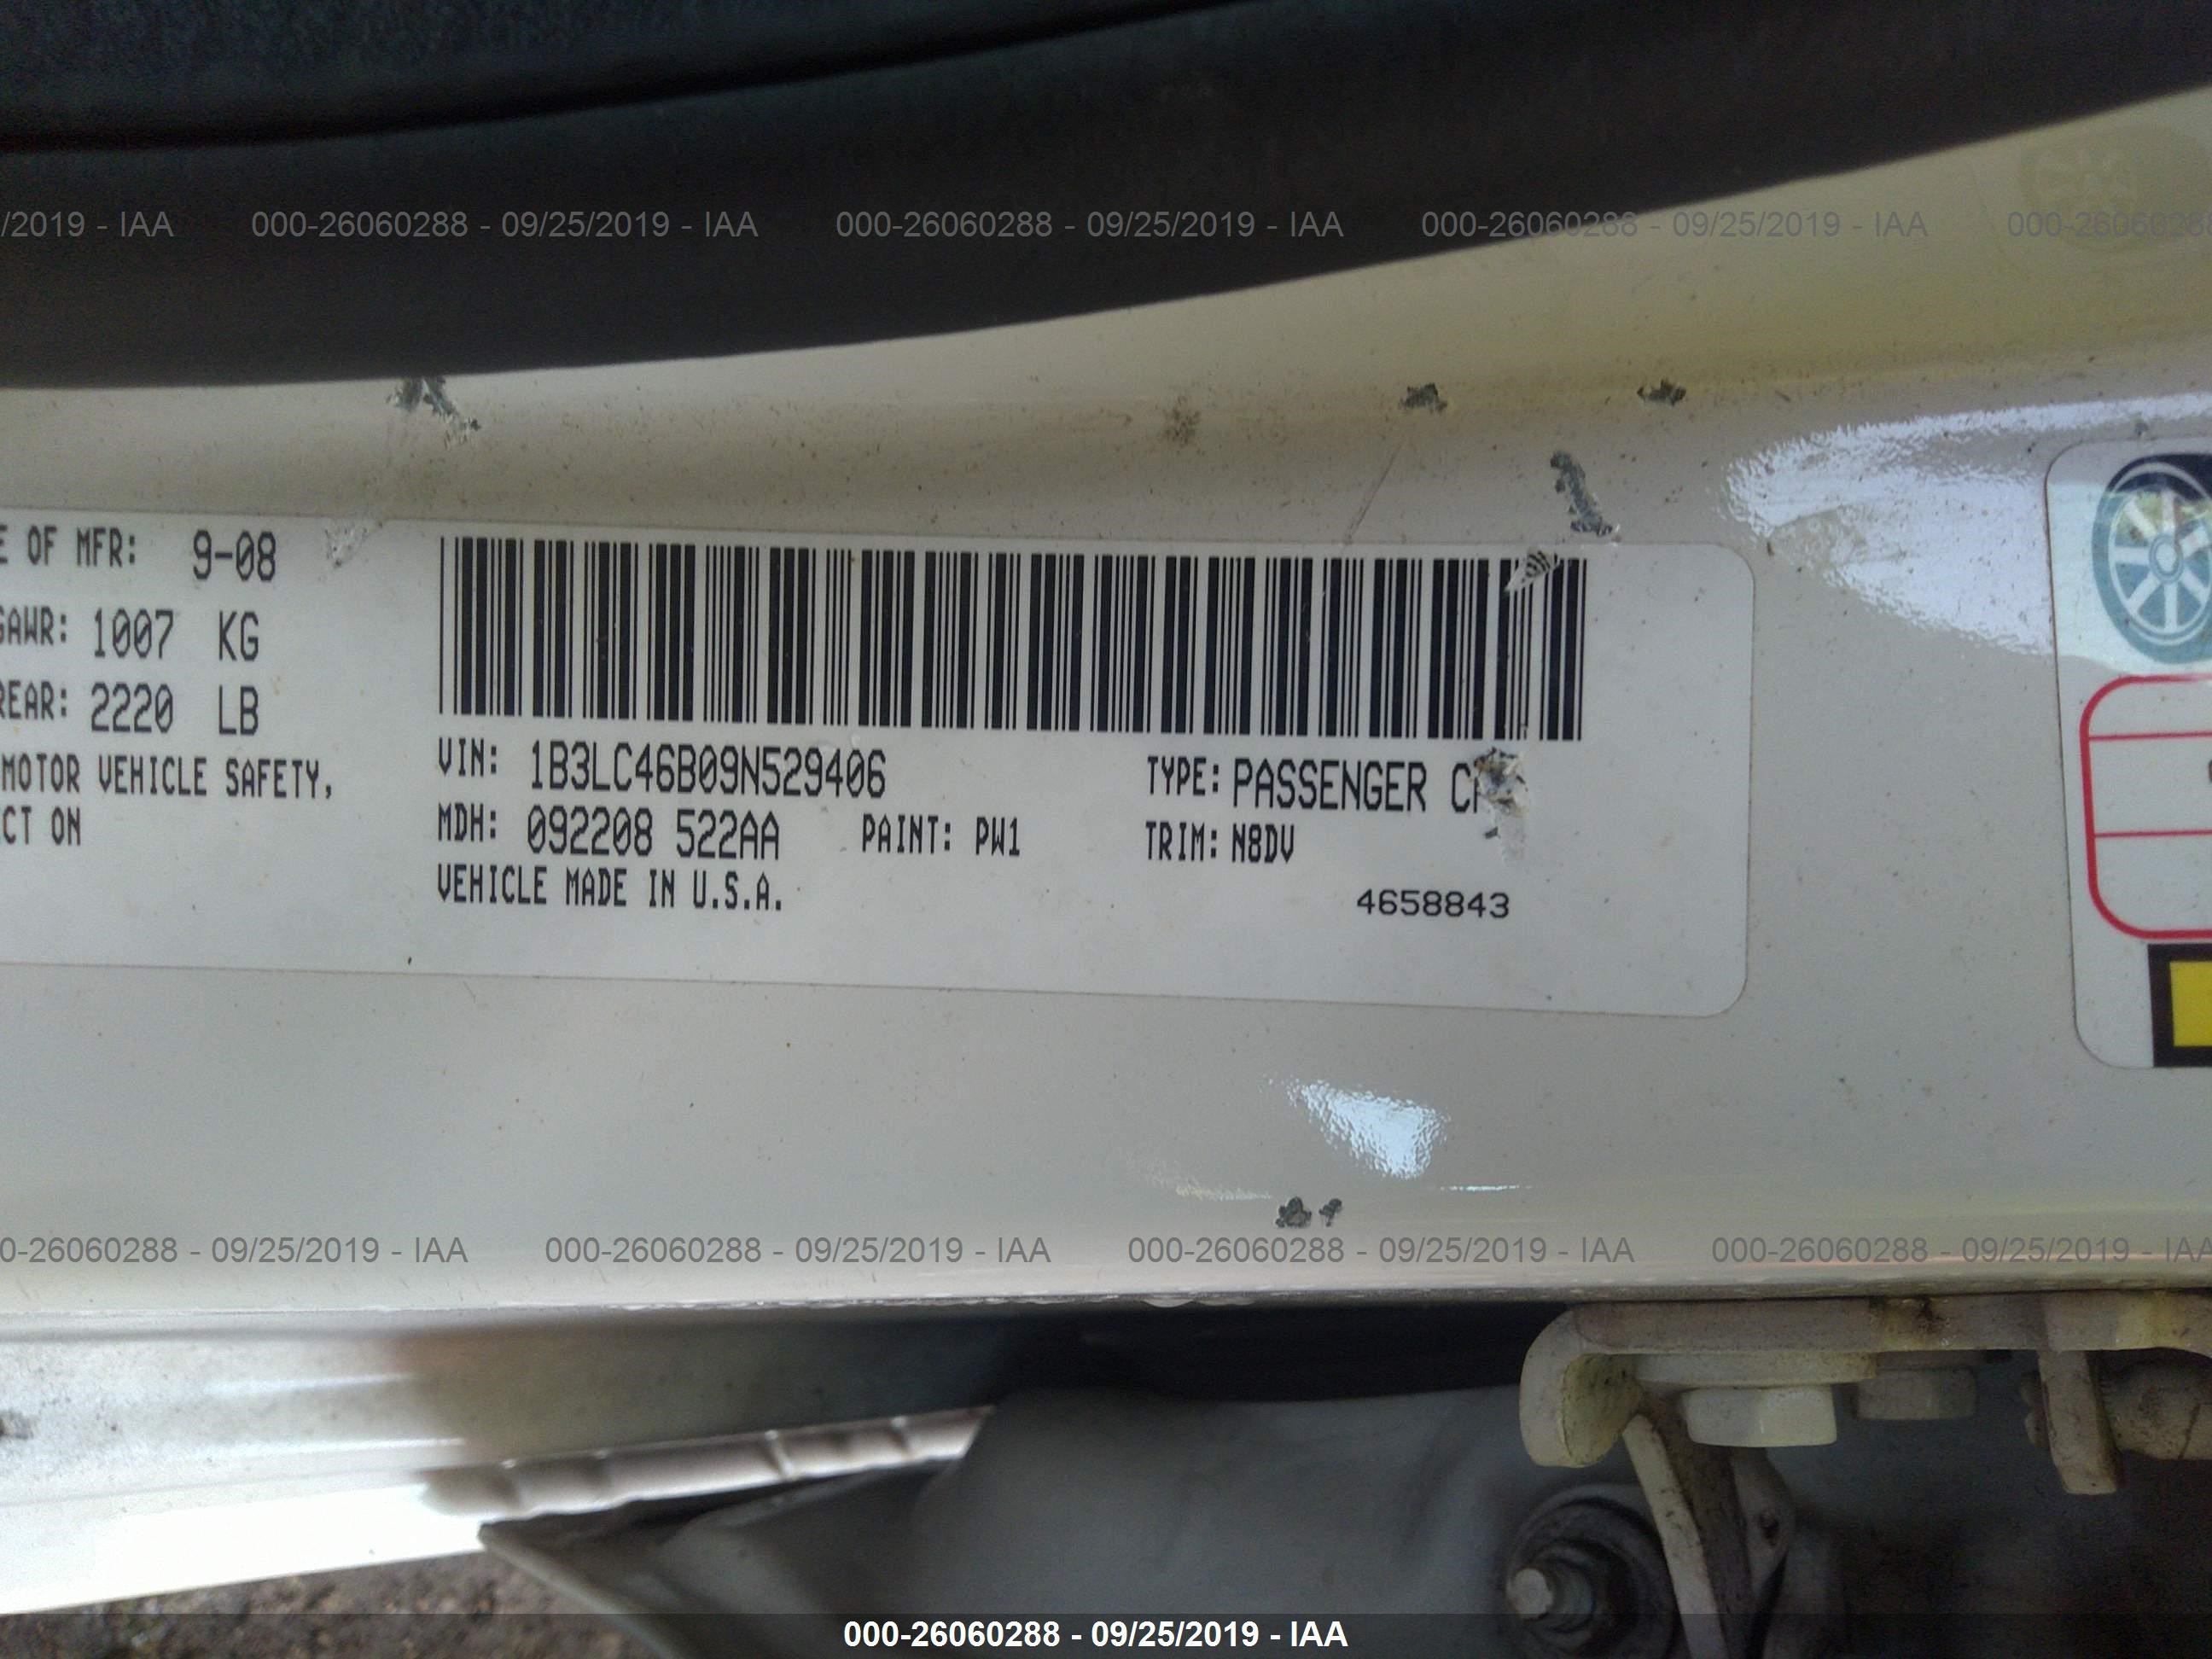 /2019 - IAA 000-26060288 - 09/25/2019 - IAA 000-26060288 - 09/25/2019 - IAA 000-26060288 - 09/25/2019 - IAA 000-26060288
E OF MFR: 9-08
GAWR: 1007 KG
REAR: 2220 LB
MOTOR VEHICLE SAFETY,
CT ON
VIN: 1B3LC46B09N529406 TYPE: PASSENGER
MDH: 092208 522AA PAINT: PW1 TRIM: N8DV
VEHICLE MADE IN U.S.A.
4658843
0-26060288 - 09/25/2019 - IAA 000-26060288 - 09/25/2019 - IAA 000-26060288 - 09/25/2019 - IAA 000-26060288 - 09/25/2019 - IAA
000-26060288 - 09/25/2019 - IAA